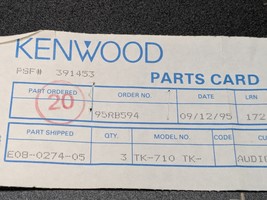 KENWOOD
PSF# 391453
PARTS CARD
PART ORDERED ORDER NO. DATE LRN
20
95RB594 09/12/95 172
PART SHIPPED QTY. MODEL NO. CODE
E08-0274-05 3 TK-710 TK- AUDIO